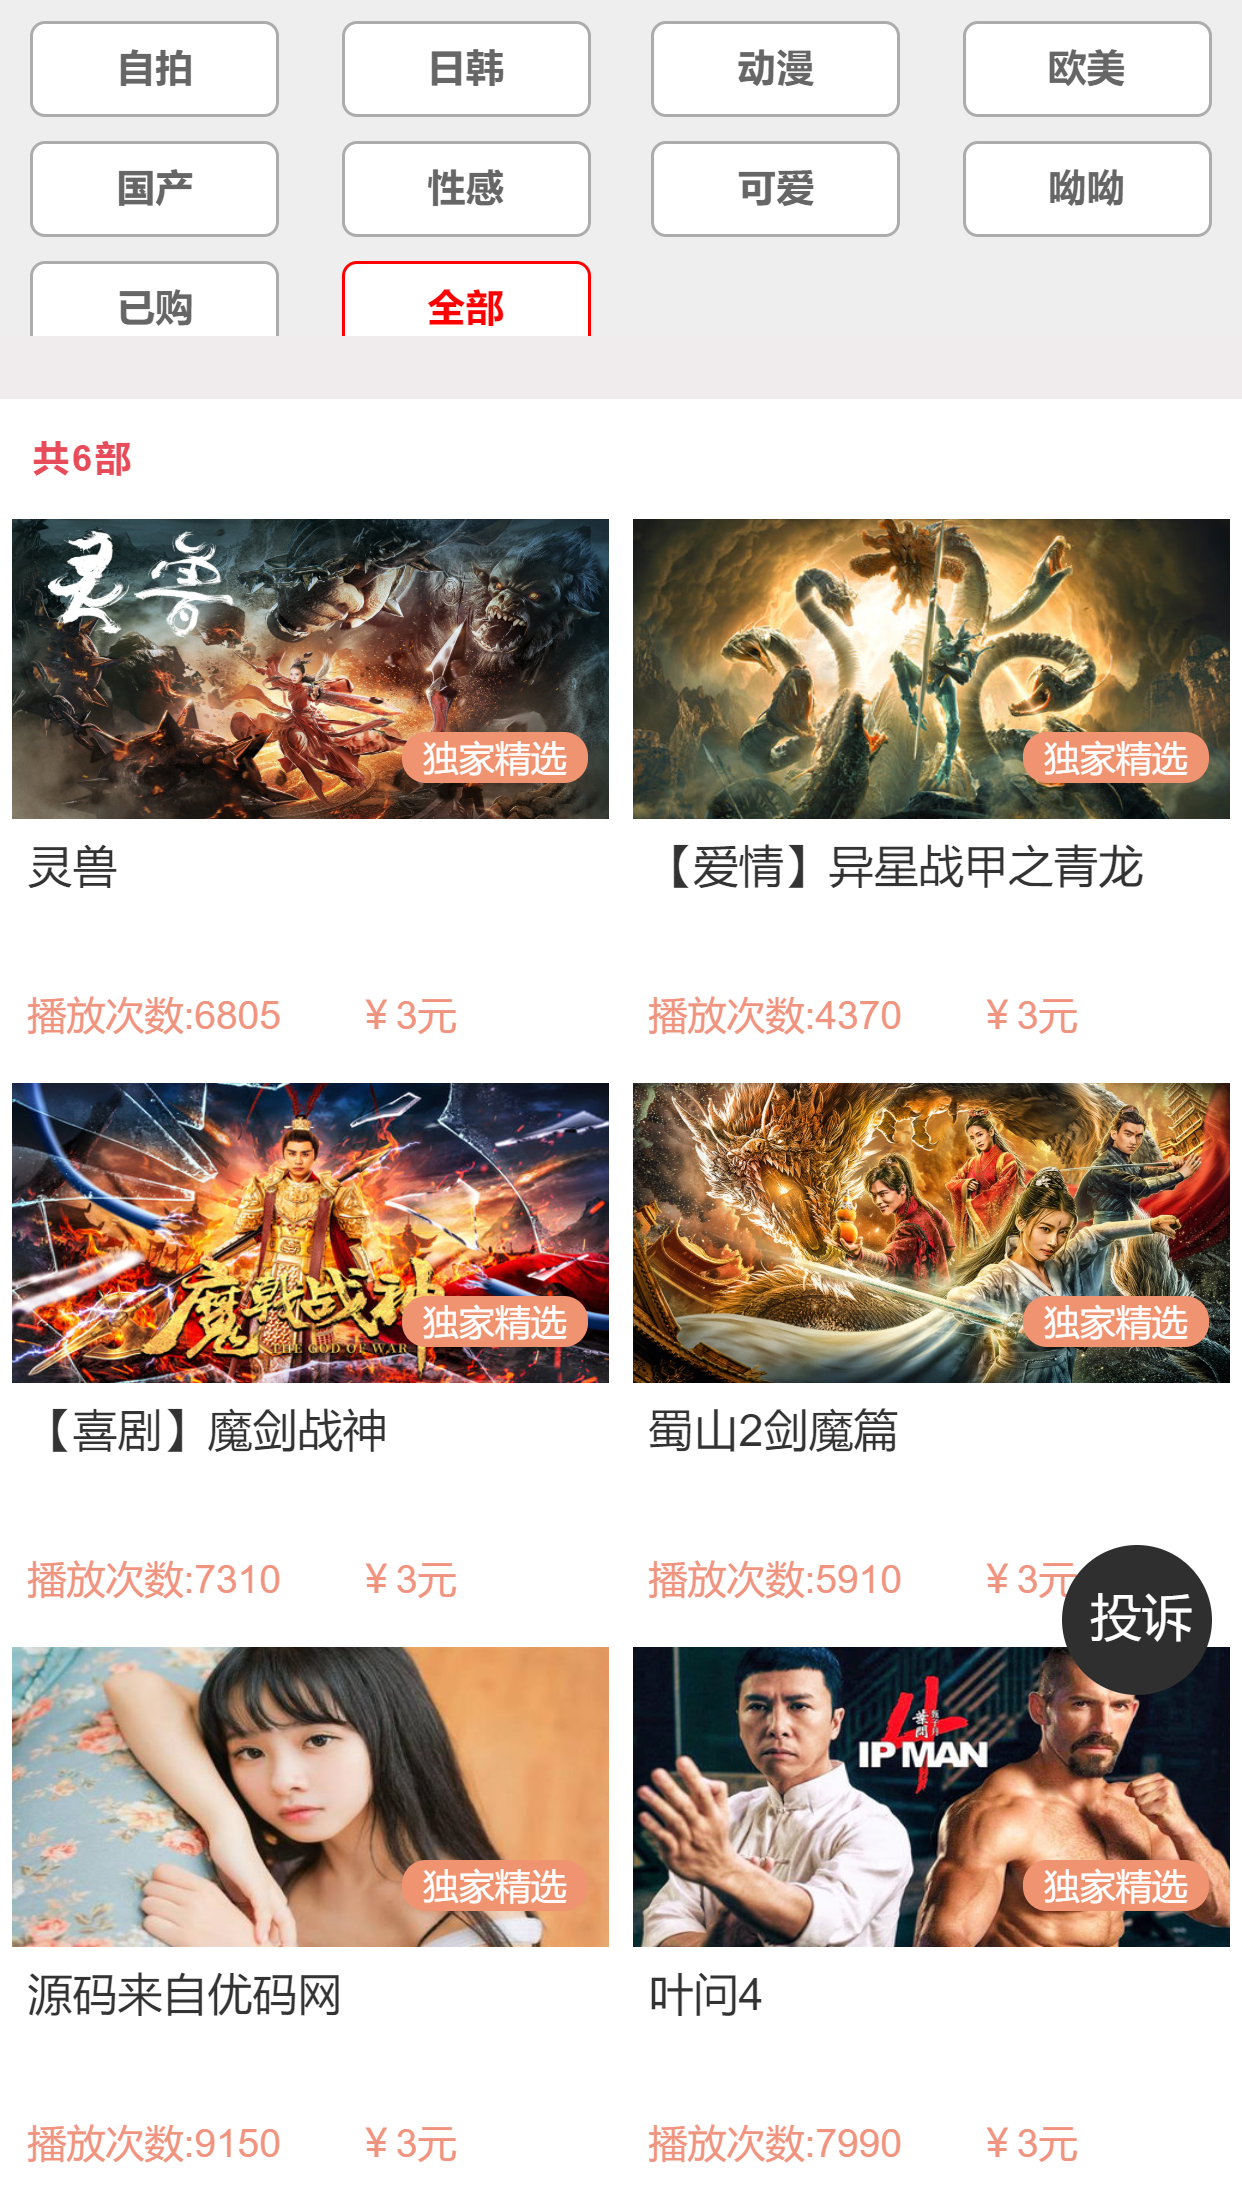 自拍 日韩 动漫 欧美
国产 性感 可爱 呦呦
已购 全部
共6部
灵兽
独家精选 独家精选
灵兽 【爱情】异星战甲之青龙
播放次数:6805 ¥ 3元 播放次数:4370 ¥ 3元
魔戟战神
THE GOD OF WAR
独家精选 独家精选
【喜剧】魔剑战神 蜀山2剑魔篇
播放次数:7310 ¥ 3元 播放次数:5910 ¥ 3元
投诉
4
葉問
IP MAN
独家精选 独家精选
源码来自优码网 叶问4
播放次数:9150 ¥ 3元 播放次数:7990 ¥ 3元